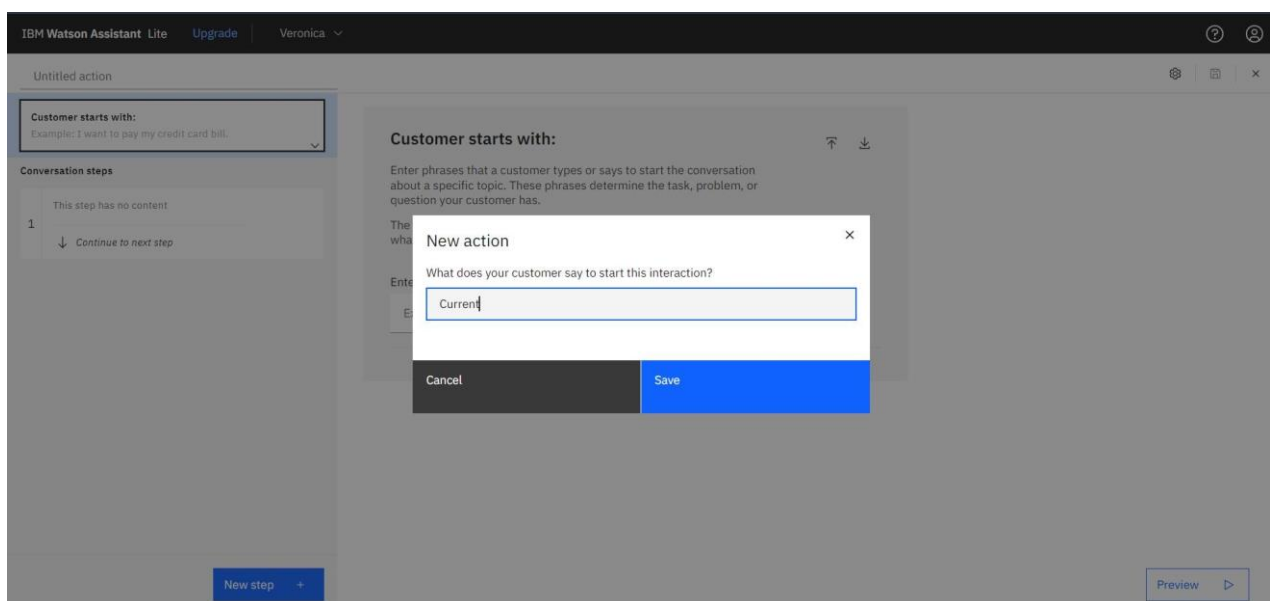 IBM Watson Assistant Lite Upgrade Veronica
Untitled action
Customer starts with:
Example: I want to pay my credit card bill.
Conversation steps
This step has no content
1
Continue to next step
New step +
Customer starts with:
Enter phrases that a customer types or says to start the conversation
about a specific topic. These phrases determine the task, problem, or
question your customer has.
The
wha
Ente
New action
What does your customer say to start this interaction?
Current
Cancel
Save
Preview